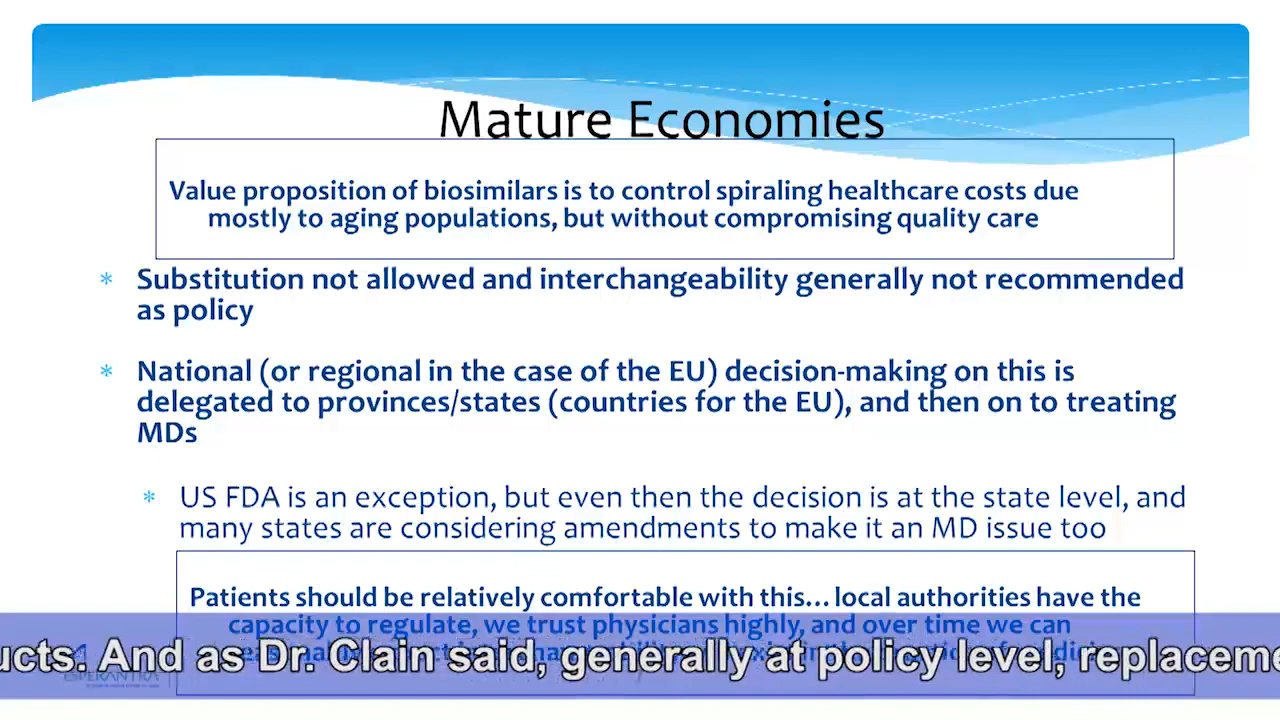 Mature Economies
Value proposition of biosimilars is to control spiraling healthcare costs due
mostly to aging populations, but without compromising quality care
* Substitution not allowed and interchangeability generally not recommended
as policy
* National (or regional in the case of the EU) decision-making on this is
delegated to provinces/states (countries for the EU), and then on to treating
MDs
* US FDA is an exception, but even then the decision is at the state level, and
many states are considering amendments to make it an MD issue too
Patients should be relatively comfortable with this... local authorities have the
capacity to regulate, we trust physicians highly, and over time we can
ucts. And as Dr. Clain said, generally at policy level, replaceme